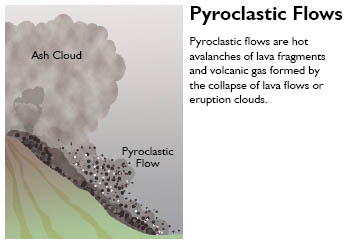 Pyroclastic Flows
Pyroclastic flows are hot
avalanches of lava fragments
and volcanic gas formed by
the collapse of lava flows or
eruption clouds.
Ash Cloud
Pyroclastic
Flow